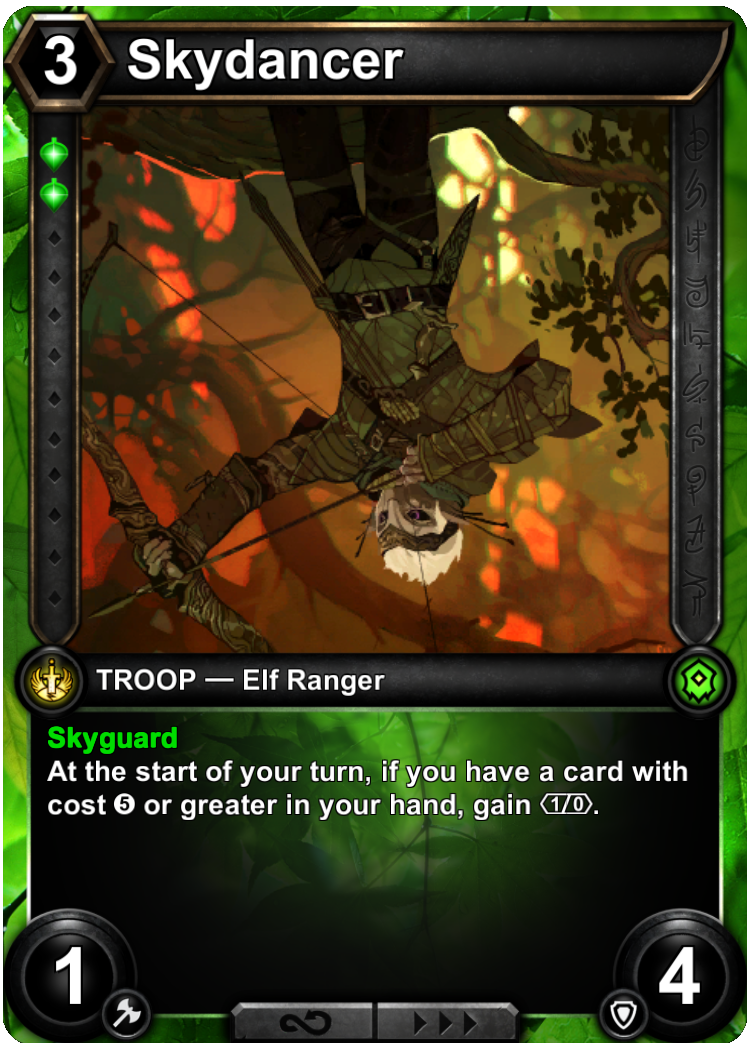 3 Skydancer
TROOP — Elf Ranger
Skyguard
At the start of your turn, if you have a card with
cost 5 or greater in your hand, gain 1/0.
1
4